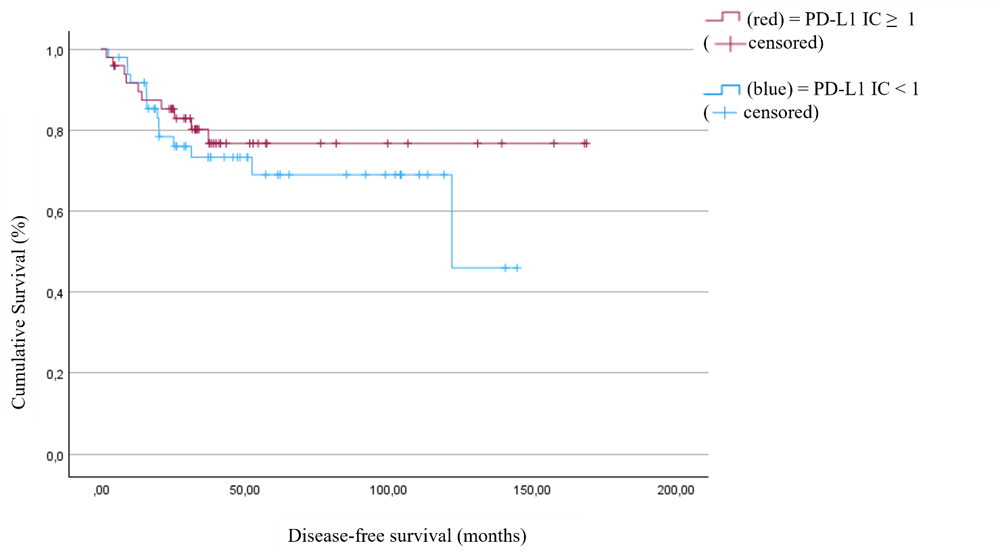 (red) = PD-L1 IC ≥ 1
( censored)
(blue) = PD-L1 IC < 1
( censored)
Cumulative Survival (%)
1,0
0,8
0,6
0,4
0,2
0,0
,00 50,00 100,00 150,00 200,00
Disease-free survival (months)